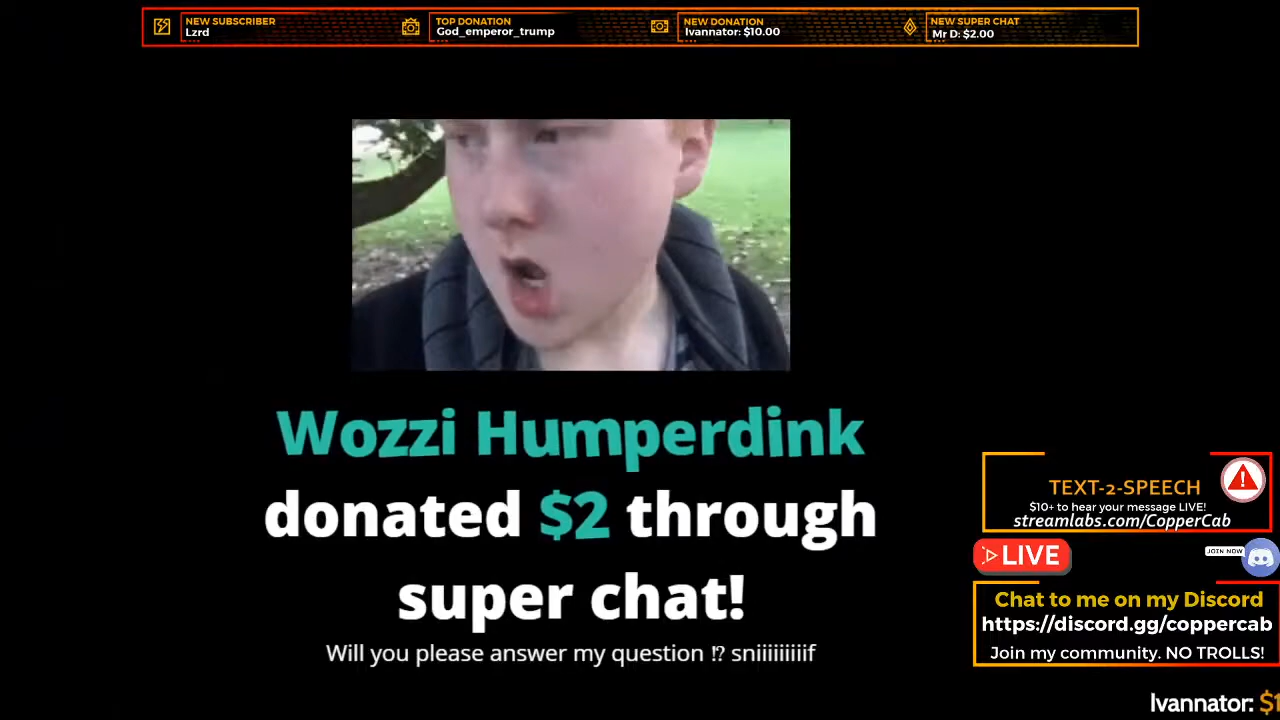 NEW SUBSCRIBER
Lzrd
TOP DONATION
God_emperor_trump
NEW DONATION
Ivannator: $10.00
NEW SUPER CHAT
Mr D: $2.00
Wozzi Humperdink
donated $2 through
super chat!
Will you please answer my question !? sniiiiiiiif
TEXT-2-SPEECH
$10+ to hear your message LIVE!
streamlabs.com/CopperCab
LIVE
JOIN NOW
Chat to me on my Discord
https://discord.gg/coppercab
Join my community. NO TROLLS!
Ivannator: $1